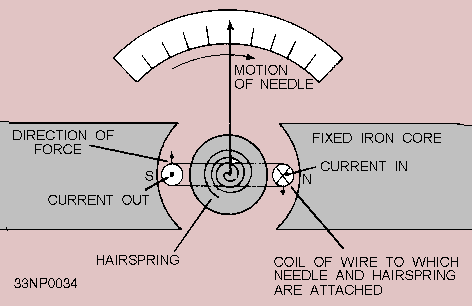 MOTION
OF NEEDLE
DIRECTION OF
FORCE
FIXED IRON CORE
CURRENT IN
S
N
CURRENT OUT
HAIRSPRING
COIL OF WIRE TO WHICH
NEEDLE AND HAIRSPRING
ARE ATTACHED
33NP0034